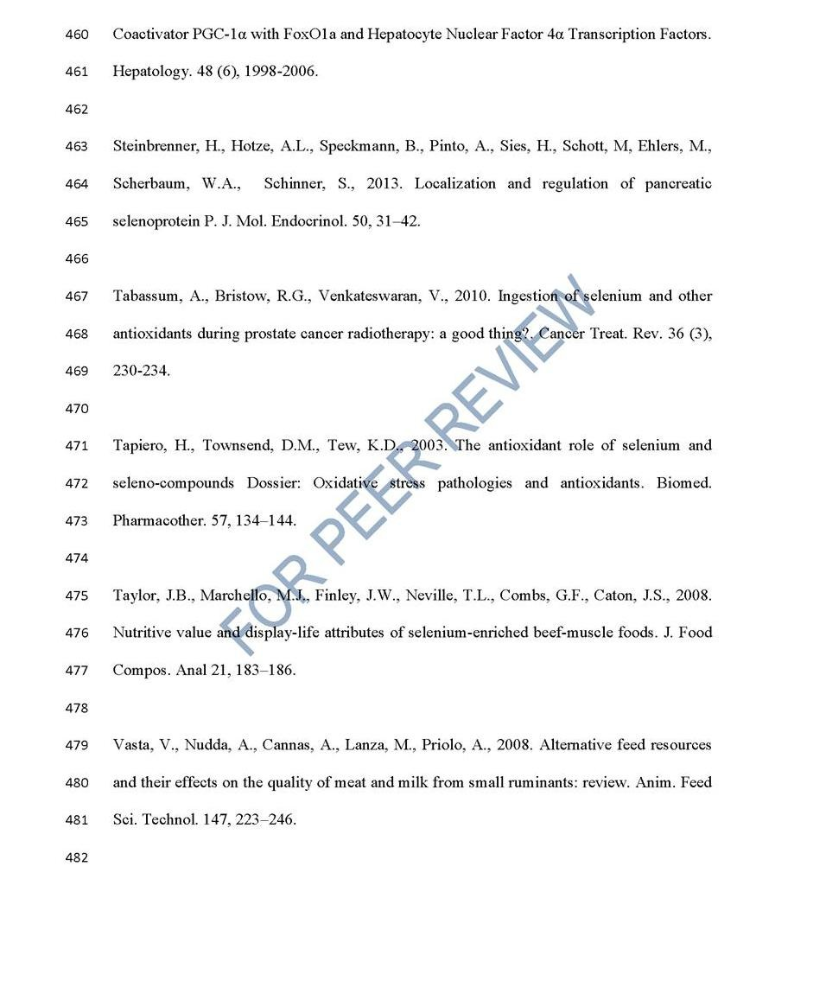 460 Coactivator PGC-1α with FoxO1a and Hepatocyte Nuclear Factor 4α Transcription Factors.
461 Hepatology. 48 (6), 1998-2006.
462
463 Steinbrenner, H., Hotze, A.L., Speckmann, B., Pinto, A., Sies, H., Schott, M, Ehlers, M.,
464 Scherbaum, W.A., Schinner, S., 2013. Localization and regulation of pancreatic
465 selenoprotein P. J. Mol. Endocrinol. 50, 31–42.
466
467 Tabassum, A., Bristow, R.G., Venkateswaran, V., 2010. Ingestion of selenium and other
468 antioxidants during prostate cancer radiotherapy: a good thing?. Cancer Treat. Rev. 36 (3),
469 230-234.
470
471 Tapiero, H., Townsend, D.M., Tew, K.D., 2003. The antioxidant role of selenium and
472 seleno-compounds Dossier: Oxidative stress pathologies and antioxidants. Biomed.
473 Pharmacother. 57, 134–144.
474
475 Taylor, J.B., Marchello, M.J., Finley, J.W., Neville, T.L., Combs, G.F., Caton, J.S., 2008.
476 Nutritive value and display-life attributes of selenium-enriched beef-muscle foods. J. Food
477 Compos. Anal 21, 183–186.
478
479 Vasta, V., Nudda, A., Cannas, A., Lanza, M., Priolo, A., 2008. Alternative feed resources
480 and their effects on the quality of meat and milk from small ruminants: review. Anim. Feed
481 Sci. Technol. 147, 223–246.
482
FOR PEER REVIEW